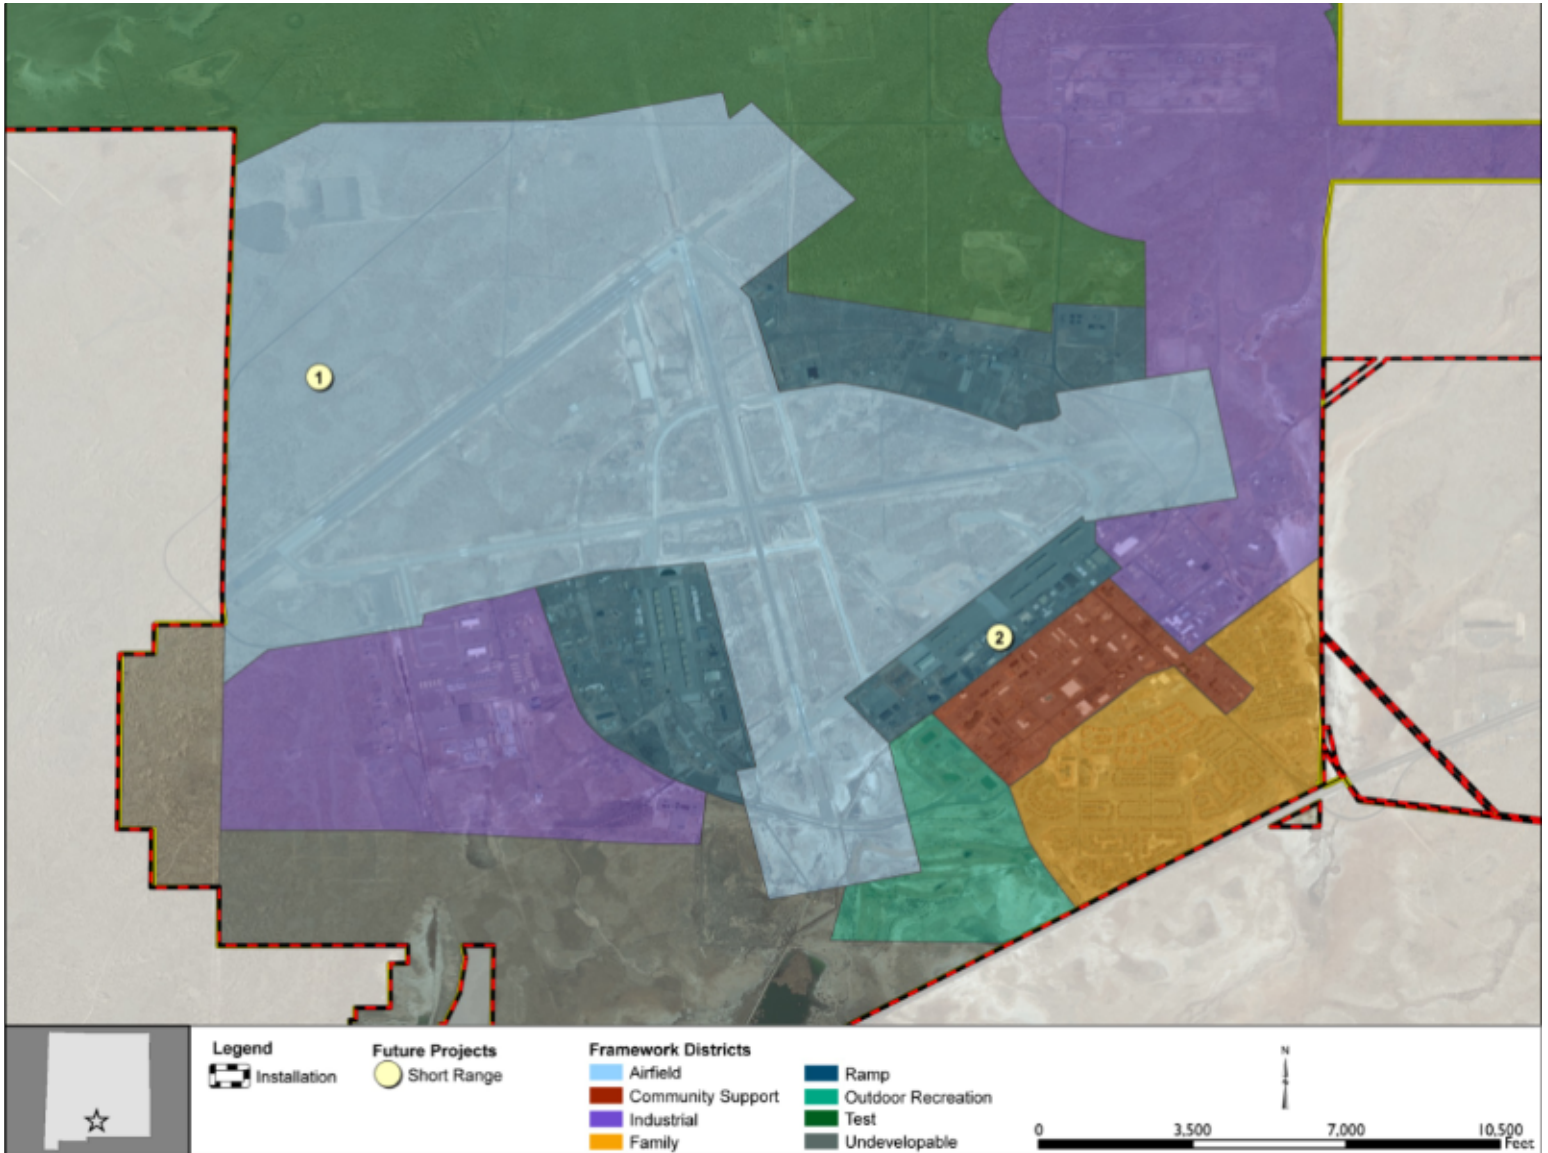 1
2
Legend
Installation
Future Projects
Short Range
Framework Districts
Airfield
Community Support
Industrial
Family
Ramp
Outdoor Recreation
Test
Undevelopable
N
0 3,500 7,000 10,500
Feet